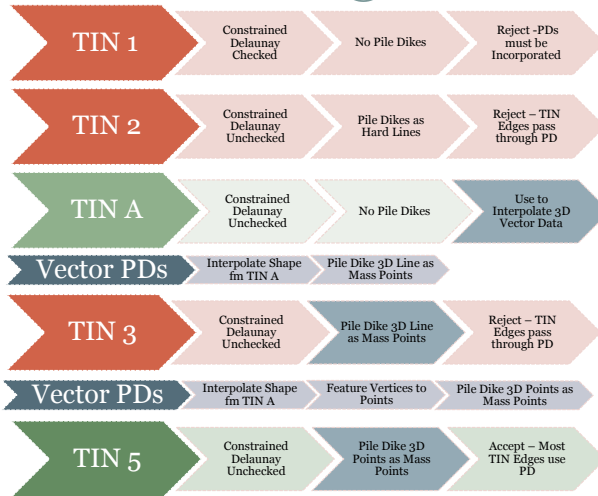 TIN 1
Constrained
Delaunay
Checked
No Pile Dikes
Reject -PDs
must be
Incorporated
TIN 2
Constrained
Delaunay
Unchecked
Pile Dikes as
Hard Lines
Reject – TIN
Edges pass
through PD
TIN A
Constrained
Delaunay
Unchecked
No Pile Dikes
Use to
Interpolate 3D
Vector Data
Vector PDs
Interpolate Shape
fm TIN A
Pile Dike 3D Line as
Mass Points
TIN 3
Constrained
Delaunay
Unchecked
Pile Dike 3D Line
as Mass Points
Reject – TIN
Edges pass
through PD
Vector PDs
Interpolate Shape
fm TIN A
Feature Vertices to
Points
Pile Dike 3D Points as
Mass Points
TIN 5
Constrained
Delaunay
Unchecked
Pile Dike 3D
Points as Mass
Points
Accept – Most
TIN Edges use
PD